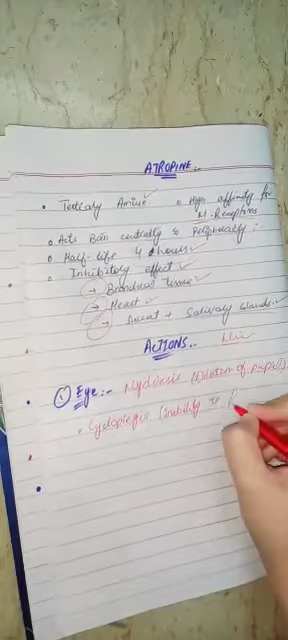 ATROPINE..
• Tertiary Amine • High affinity for
M-Receptors
• Acts Both centrally & Peripherally.
• Half-life 4 hours
• Inhibitory effect
→ Bronchial Tissue
→ Heart
→ Sweat + Salivary Glands
ACTIONS.
① Eye:- Mydriasis (Dilation of pupil)
• Cycloplegia (inability to f